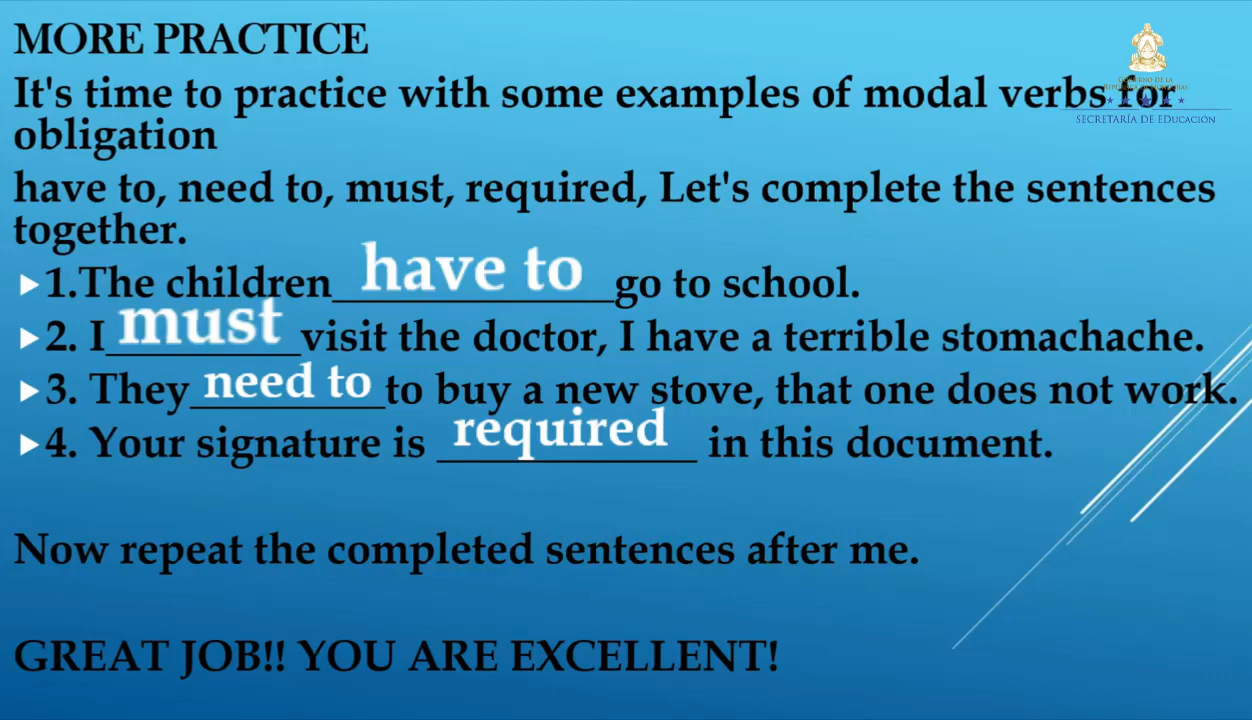 MORE PRACTICE
It's time to practice with some examples of modal verbs for
obligation
have to, need to, must, required, Let's complete the sentences
together.
1.The children have to go to school.
2. I must visit the doctor, I have a terrible stomachache.
3. They need to to buy a new stove, that one does not work.
4. Your signature is required in this document.
Now repeat the completed sentences after me.
GREAT JOB!! YOU ARE EXCELLENT!
GOBIERNO DE LA
SECRETARÍA DE EDUCACIÓN